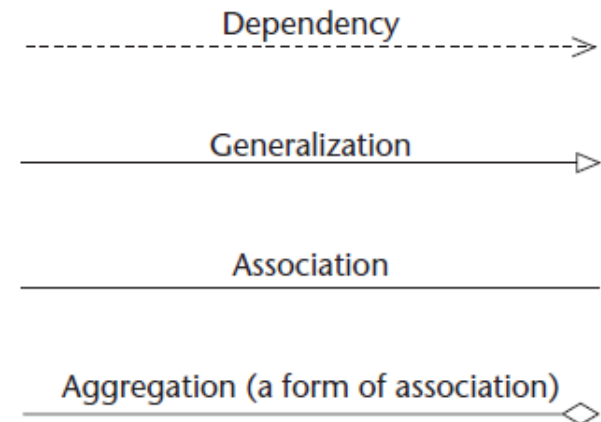 Dependency
Generalization
Association
Aggregation (a form of association)